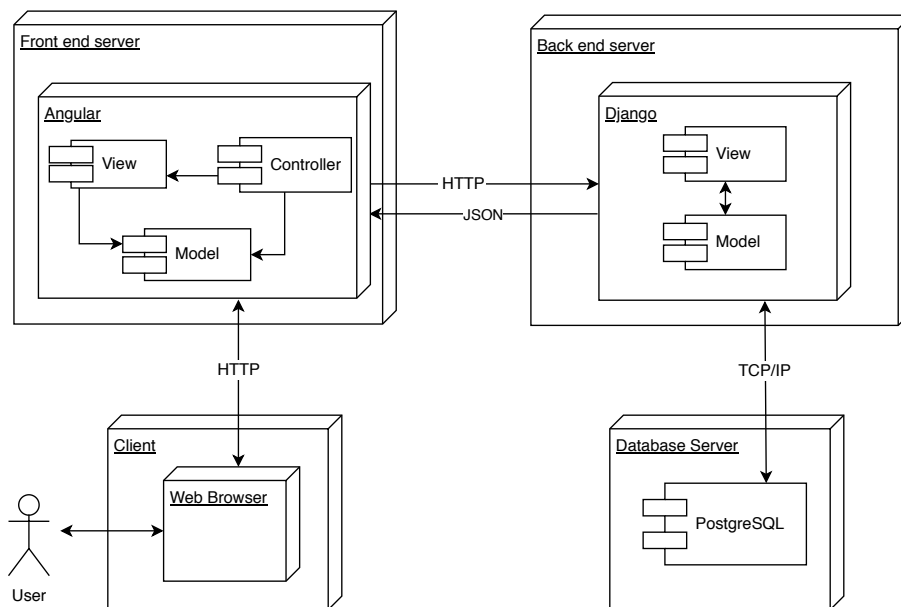 Front end server
Back end server
Angular
Django
View
Controller
View
HTTP
JSON
Model
Model
HTTP
TCP/IP
Client
Database Server
Web Browser
PostgreSQL
User